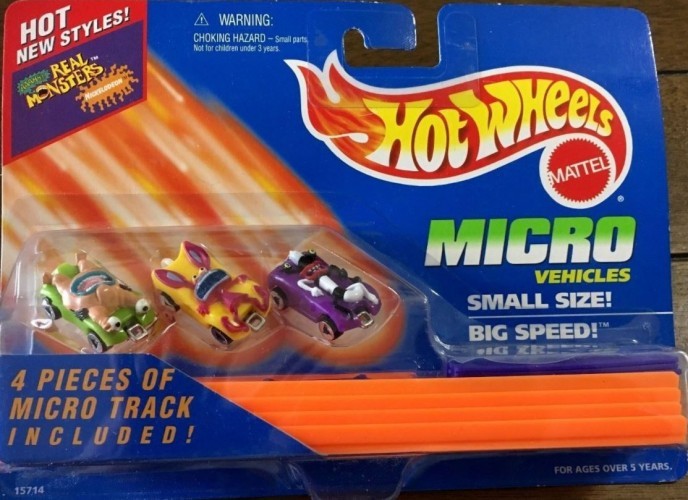 HOT
NEW STYLES!
AAAHH!!!
REAL
MONSTERS™
NICKELODEON
⚠ WARNING:
CHOKING HAZARD – Small parts.
Not for children under 3 years.
HOT WHEELS
MATTEL
®
MICRO
VEHICLES
SMALL SIZE!
BIG SPEED!™
4 PIECES OF
MICRO TRACK
INCLUDED!
FOR AGES OVER 5 YEARS.
15714